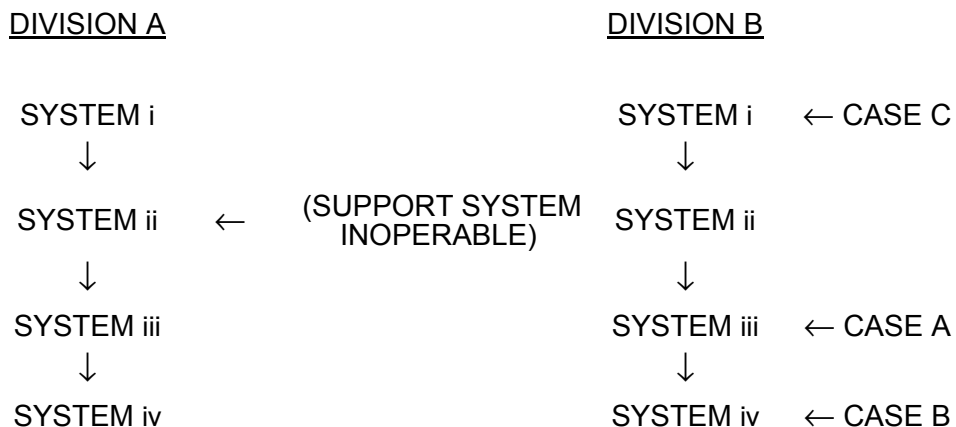 DIVISION A DIVISION B
SYSTEM i SYSTEM i ← CASE C
↓ ↓
SYSTEM ii ← (SUPPORT SYSTEM INOPERABLE) SYSTEM ii
↓ ↓
SYSTEM iii SYSTEM iii ← CASE A
↓ ↓
SYSTEM iv SYSTEM iv ← CASE B